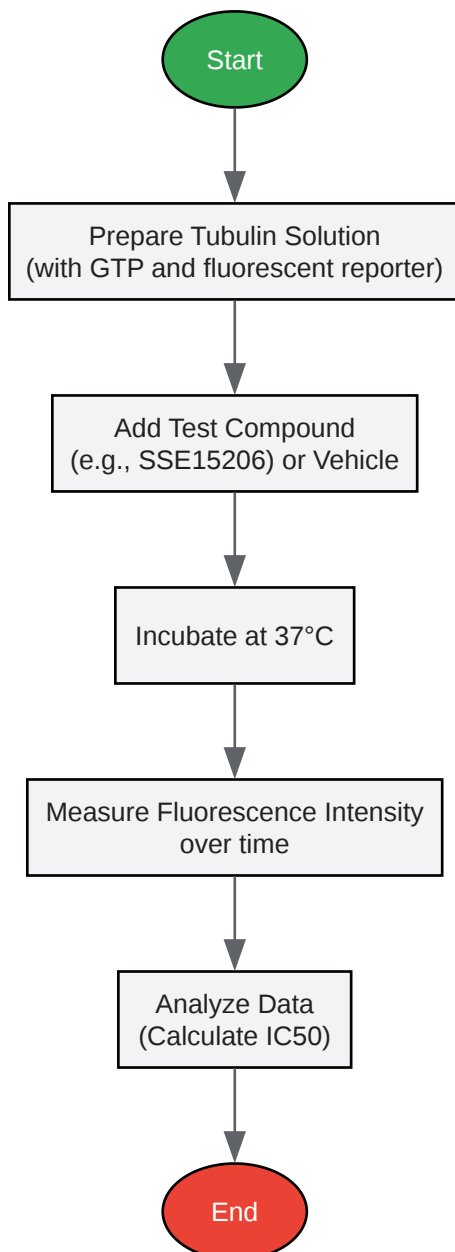 Start
Prepare Tubulin Solution
(with GTP and fluorescent reporter)
Add Test Compound
(e.g., SSE15206) or Vehicle
Incubate at 37°C
Measure Fluorescence Intensity
over time
Analyze Data
(Calculate IC50)
End